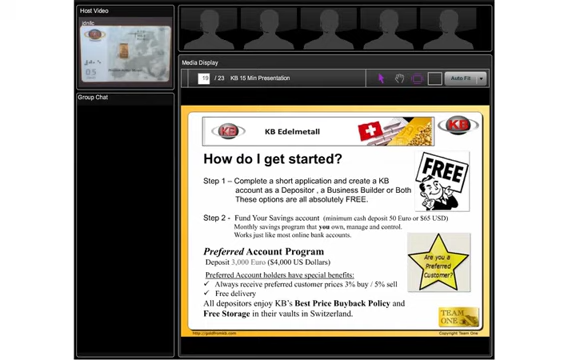 Host Video
jdnllc
Media Display
19 / 23 KB 15 Min Presentation
Auto Fit
Group Chat
KB
KB Edelmetall
KB
How do I get started?
Step 1 – Complete a short application and create a KB
account as a Depositor , a Business Builder or Both
These options are all absolutely FREE.
FREE
Step 2 - Fund Your Savings account (minimum cash deposit 50 Euro or $65 USD)
Monthly savings program that you own, manage and control.
Works just like most online bank accounts.
Preferred Account Program
Deposit 3,000 Euro ($4,000 US Dollars)
Are you a
Preferred
Customer?
Preferred Account holders have special benefits:
✓ Always receive preferred customer prices 3% buy / 5% sell
✓ Free delivery
All depositors enjoy KB's Best Price Buyback Policy and
Free Storage in their vaults in Switzerland.
TEAM
ONE
Copyright Team One